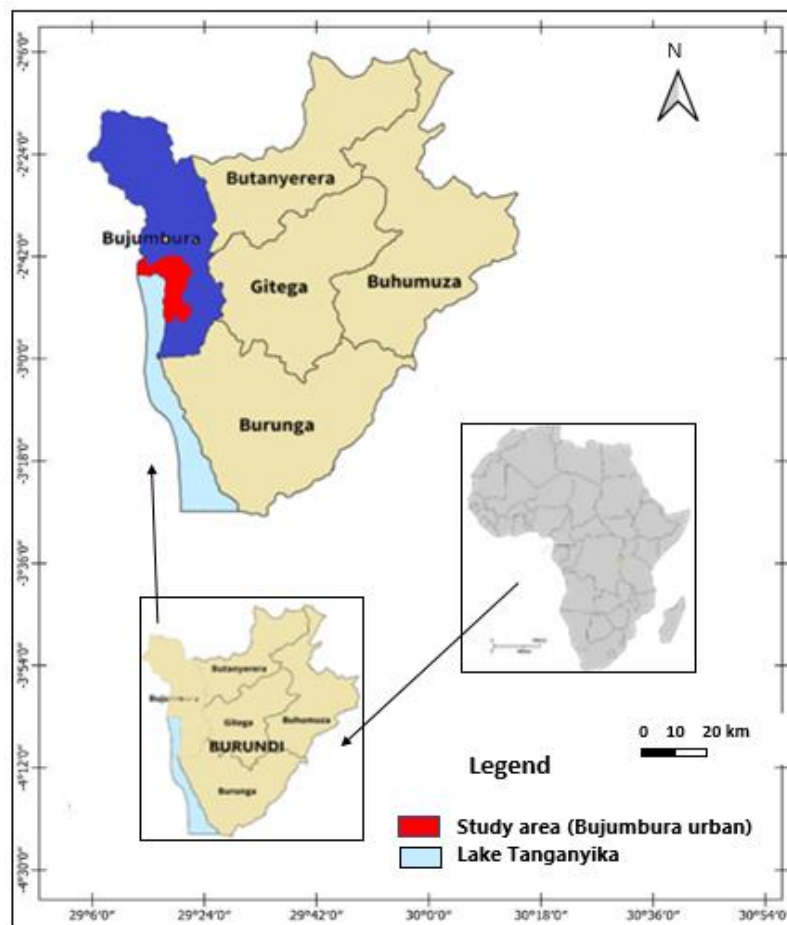 N
-2°6'0"
-2°24'0"
-2°42'0"
-3°0'0"
-3°18'0"
-3°36'0"
-3°54'0"
-4°12'0"
-4°30'0"
Butanyerera
Bujumbura
Gitega
Buhumuza
Burunga
Butanyerera
Gitega
Buhumuza
BURUNDI
Burunga
0 10 20 km
Legend
Study area (Bujumbura urban)
Lake Tanganyika
29°6'0" 29°24'0" 29°42'0" 30°0'0" 30°18'0" 30°36'0" 30°54'0"